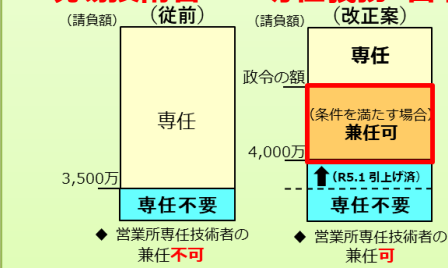 （従前）
（請負額）
専任
3,500万
専任不要
◆ 営業所専任技術者の
兼任不可
（改正案）
（請負額）
専任
政令の額
（条件を満たす場合）
兼任可
4,000万
（R5.1 引上げ済）
専任不要
◆ 営業所専任技術者の
兼任可